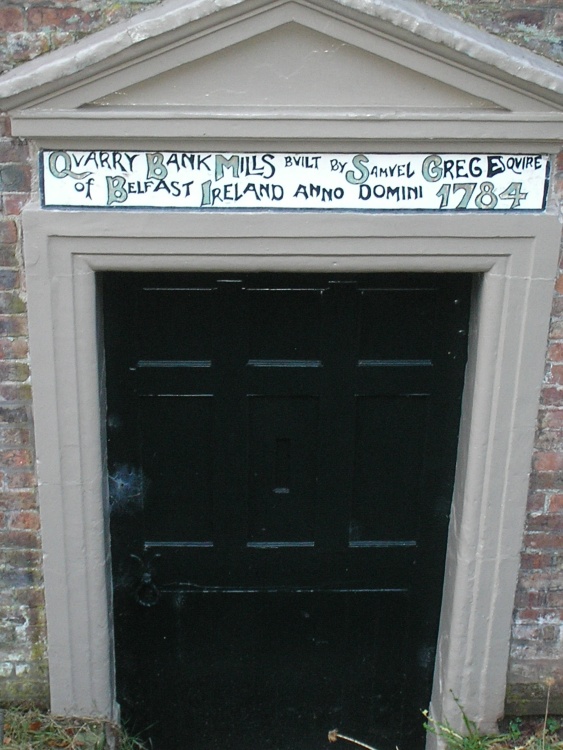 QVARRY BANK MILLS BVILT BY SAMVEL GREG ESQVIRE
of BELFAST IRELAND ANNO DOMINI 1784